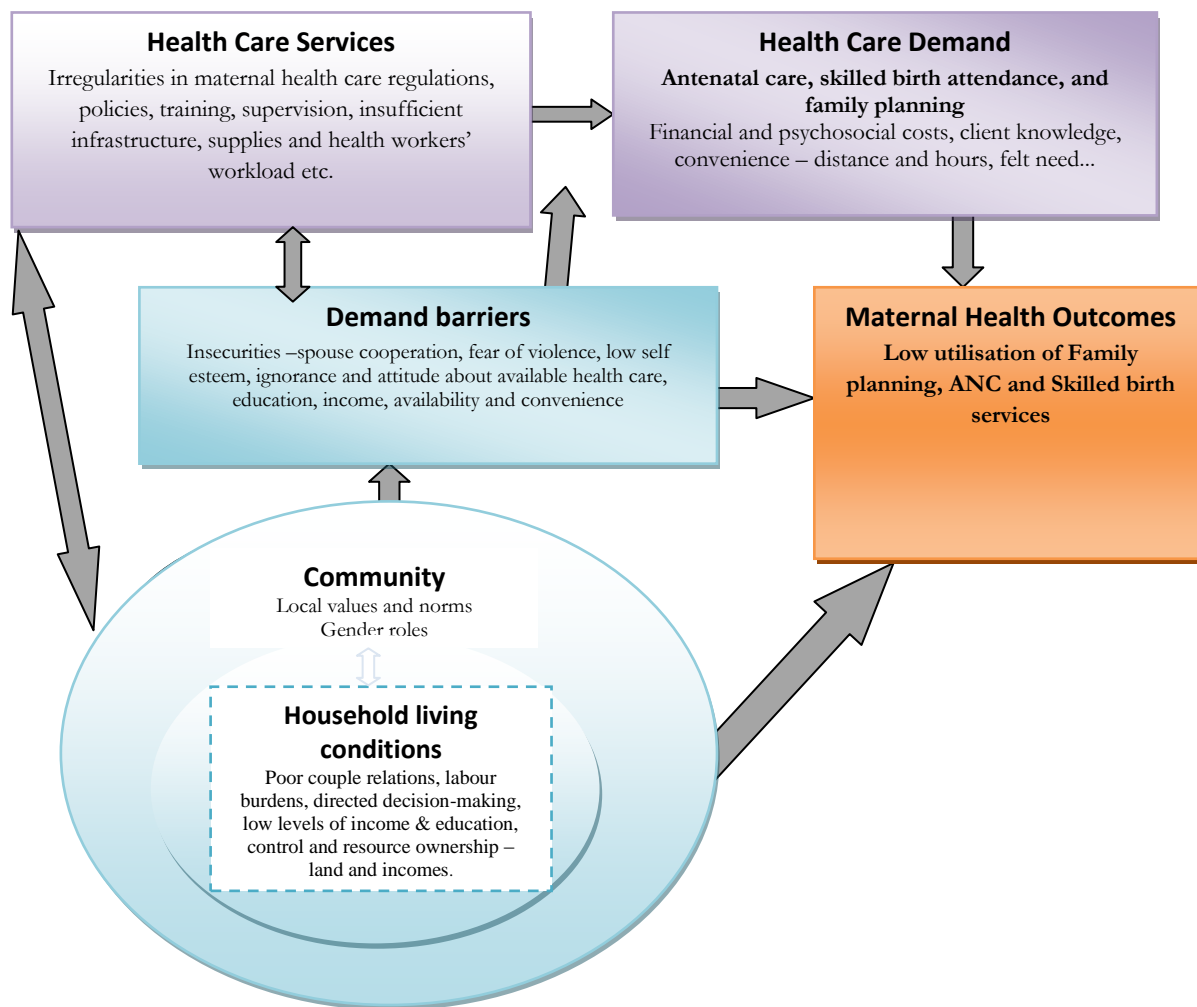 Health Care Services
Irregularities in maternal health care regulations,
policies, training, supervision, insufficient
infrastructure, supplies and health workers’
workload etc.
Health Care Demand
Antenatal care, skilled birth attendance, and
family planning
Financial and psychosocial costs, client knowledge,
convenience – distance and hours, felt need...
Demand barriers
Insecurities –spouse cooperation, fear of violence, low self
esteem, ignorance and attitude about available health care,
education, income, availability and convenience
Maternal Health Outcomes
Low utilisation of Family
planning, ANC and Skilled birth
services
Community
Local values and norms
Gender roles
Household living
conditions
Poor couple relations, labour
burdens, directed decision-making,
low levels of income & education,
control and resource ownership –
land and incomes.